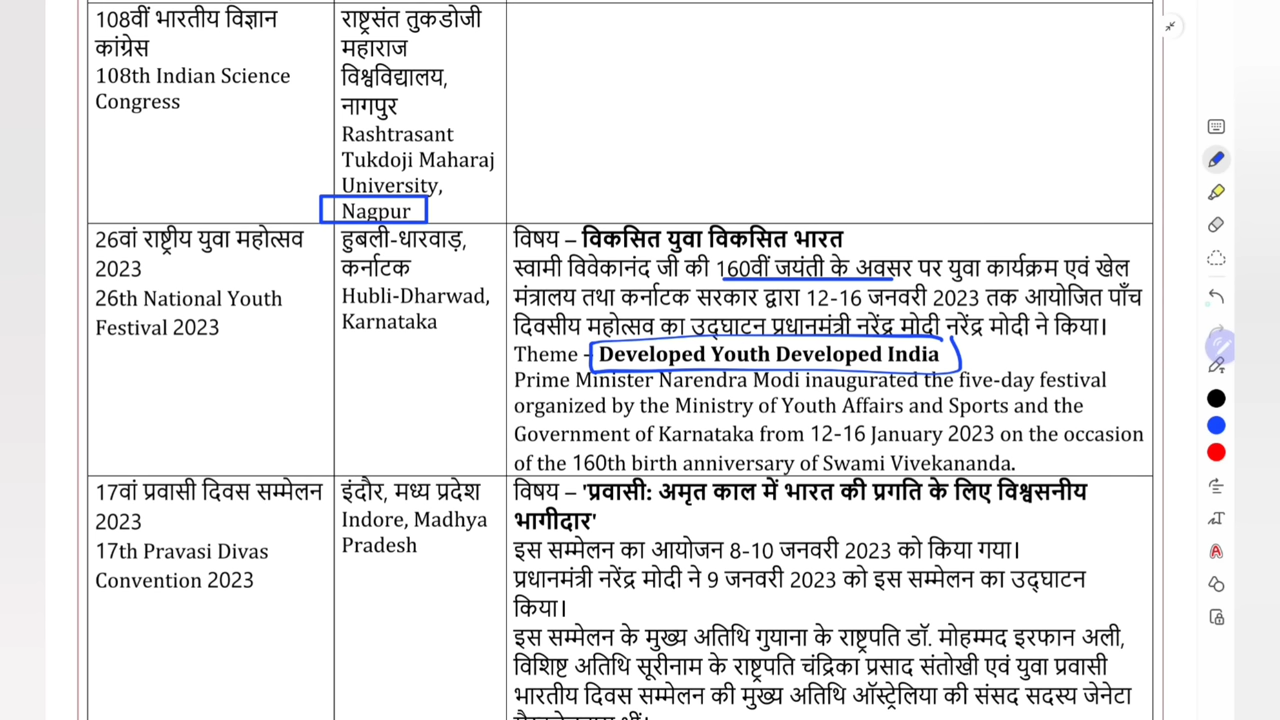 108वीं भारतीय विज्ञान
कांग्रेस
108th Indian Science
Congress
राष्ट्रसंत तुकडोजी
महाराज
विश्वविद्यालय,
नागपुर
Rashtrasant
Tukdoji Maharaj
University,
Nagpur
26वां राष्ट्रीय युवा महोत्सव
2023
26th National Youth
Festival 2023
हुबली-धारवाड़,
कर्नाटक
Hubli-Dharwad,
Karnataka
विषय – विकसित युवा विकसित भारत
स्वामी विवेकानंद जी की 160वीं जयंती के अवसर पर युवा कार्यक्रम एवं खेल
मंत्रालय तथा कर्नाटक सरकार द्वारा 12-16 जनवरी 2023 तक आयोजित पाँच
दिवसीय महोत्सव का उद्घाटन प्रधानमंत्री नरेंद्र मोदी नरेंद्र मोदी ने किया।
Theme - Developed Youth Developed India
Prime Minister Narendra Modi inaugurated the five-day festival
organized by the Ministry of Youth Affairs and Sports and the
Government of Karnataka from 12-16 January 2023 on the occasion
of the 160th birth anniversary of Swami Vivekananda.
17वां प्रवासी दिवस सम्मेलन
2023
17th Pravasi Divas
Convention 2023
इंदौर, मध्य प्रदेश
Indore, Madhya
Pradesh
विषय – 'प्रवासी: अमृत काल में भारत की प्रगति के लिए विश्वसनीय
भागीदार'
इस सम्मेलन का आयोजन 8-10 जनवरी 2023 को किया गया।
प्रधानमंत्री नरेंद्र मोदी ने 9 जनवरी 2023 को इस सम्मेलन का उद्घाटन
किया।
इस सम्मेलन के मुख्य अतिथि गुयाना के राष्ट्रपति डॉ. मोहम्मद इरफान अली,
विशिष्ट अतिथि सूरीनाम के राष्ट्रपति चंद्रिका प्रसाद संतोखी एवं युवा प्रवासी
भारतीय दिवस सम्मेलन की मुख्य अतिथि ऑस्ट्रेलिया की संसद सदस्य जेनेटा